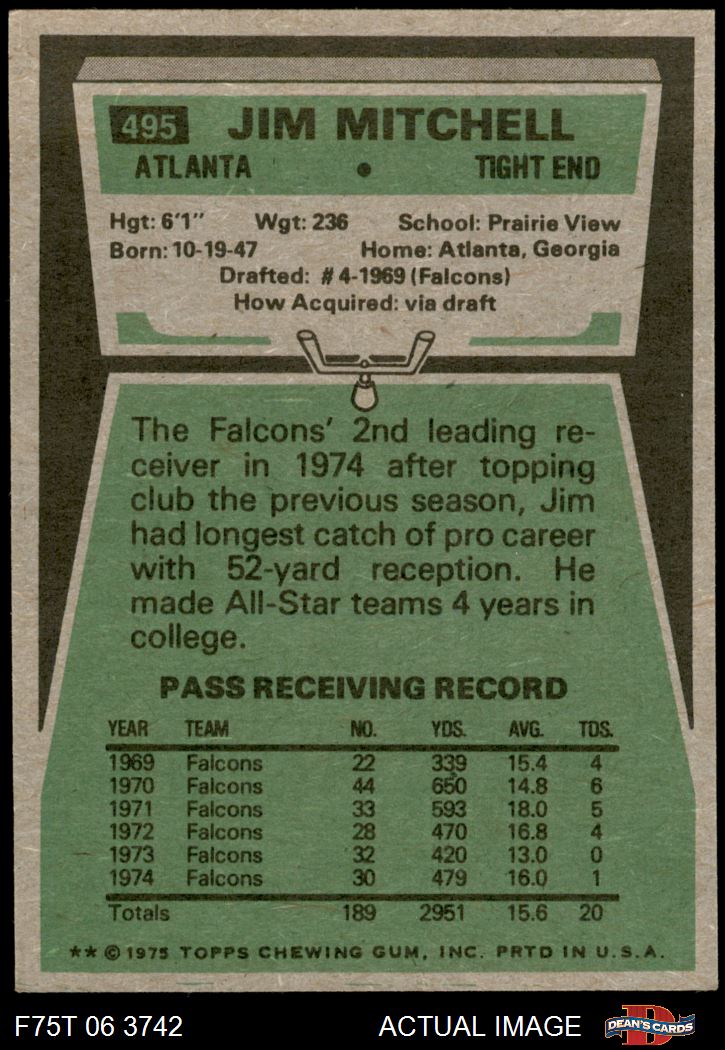 495 JIM MITCHELL
ATLANTA • TIGHT END
Hgt: 6'1" Wgt: 236 School: Prairie View
Born: 10-19-47 Home: Atlanta, Georgia
Drafted: #4-1969 (Falcons)
How Acquired: via draft
The Falcons' 2nd leading re-
ceiver in 1974 after topping
club the previous season, Jim
had longest catch of pro career
with 52-yard reception. He
made All-Star teams 4 years in
college.
PASS RECEIVING RECORD
YEAR TEAM NO. YDS. AVG. TDS.
1969 Falcons 22 339 15.4 4
1970 Falcons 44 650 14.8 6
1971 Falcons 33 593 18.0 5
1972 Falcons 28 470 16.8 4
1973 Falcons 32 420 13.0 0
1974 Falcons 30 479 16.0 1
Totals 189 2951 15.6 20
** © 1975 TOPPS CHEWING GUM, INC. PRTD IN U.S.A.
F75T 06 3742 ACTUAL IMAGE D DEAN'S CARDS